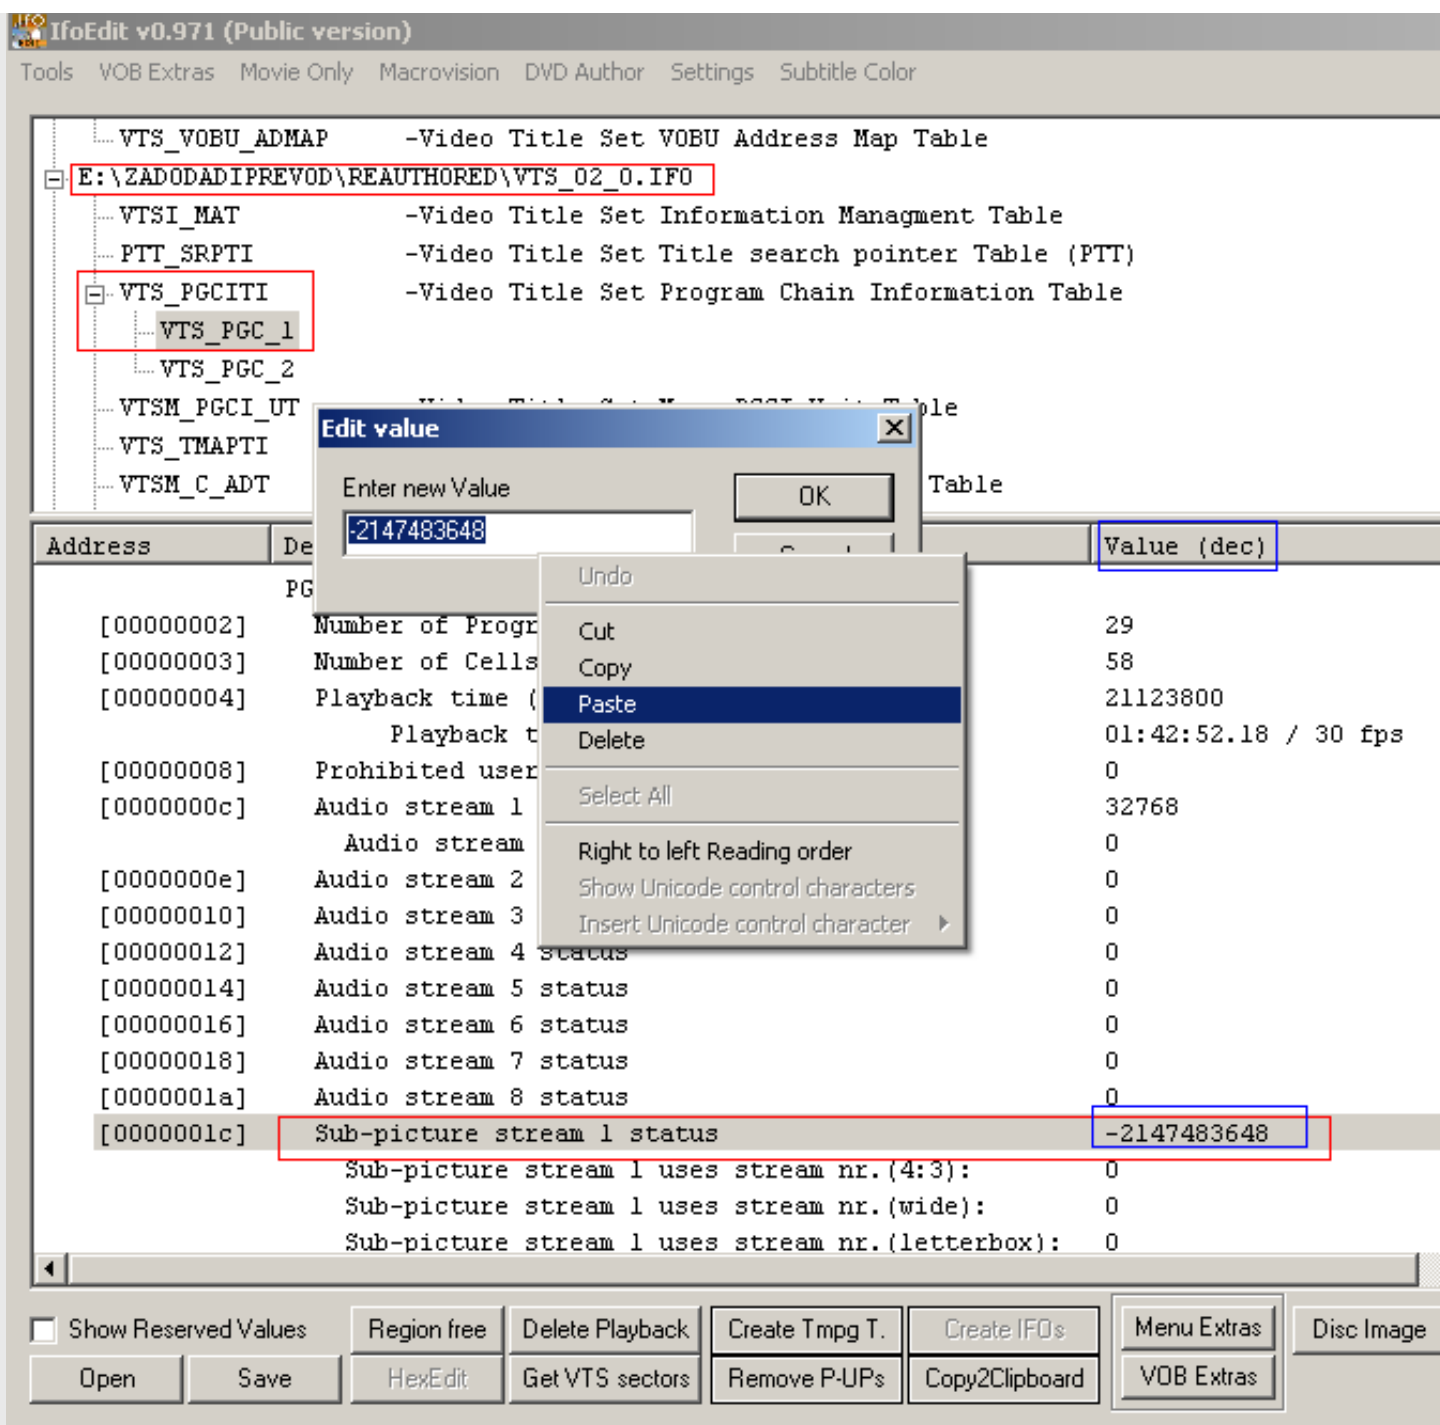 IfoEdit v0.971 (Public version)
Tools VOB Extras Movie Only Macrovision DVD Author Settings Subtitle Color
VTS_VOBU_ADMAP -Video Title Set VOBU Address Map Table
E:\ZADODADIPREVOD\REAUTHORED\VTS_02_0.IFO
VTSI_MAT -Video Title Set Information Managment Table
PTT_SRPTI -Video Title Set Title search pointer Table (PTT)
VTS_PGCITI -Video Title Set Program Chain Information Table
VTS_PGC_1
VTS_PGC_2
VTSM_PGCI_UT
VTS_TMAPTI
VTSM_C_ADT Table
Edit value
Enter new Value
OK
-2147483648
Address De Value (dec)
PG
Undo
Cut
Copy
Paste
Delete
Select All
Right to left Reading order
Show Unicode control characters
Insert Unicode control character
[00000002] Number of Progr 29
[00000003] Number of Cells 58
[00000004] Playback time ( 21123800
Playback t 01:42:52.18 / 30 fps
[00000008] Prohibited user 0
[0000000c] Audio stream 1 32768
Audio stream 0
[0000000e] Audio stream 2 0
[00000010] Audio stream 3 0
[00000012] Audio stream 4 status 0
[00000014] Audio stream 5 status 0
[00000016] Audio stream 6 status 0
[00000018] Audio stream 7 status 0
[0000001a] Audio stream 8 status 0
[0000001c] Sub-picture stream 1 status -2147483648
Sub-picture stream 1 uses stream nr.(4:3): 0
Sub-picture stream 1 uses stream nr.(wide): 0
Sub-picture stream 1 uses stream nr.(letterbox): 0
Show Reserved Values Region free Delete Playback Create Tmpg T. Create IFOs Menu Extras Disc Image
Open Save HexEdit Get VTS sectors Remove P-UPs Copy2Clipboard VOB Extras